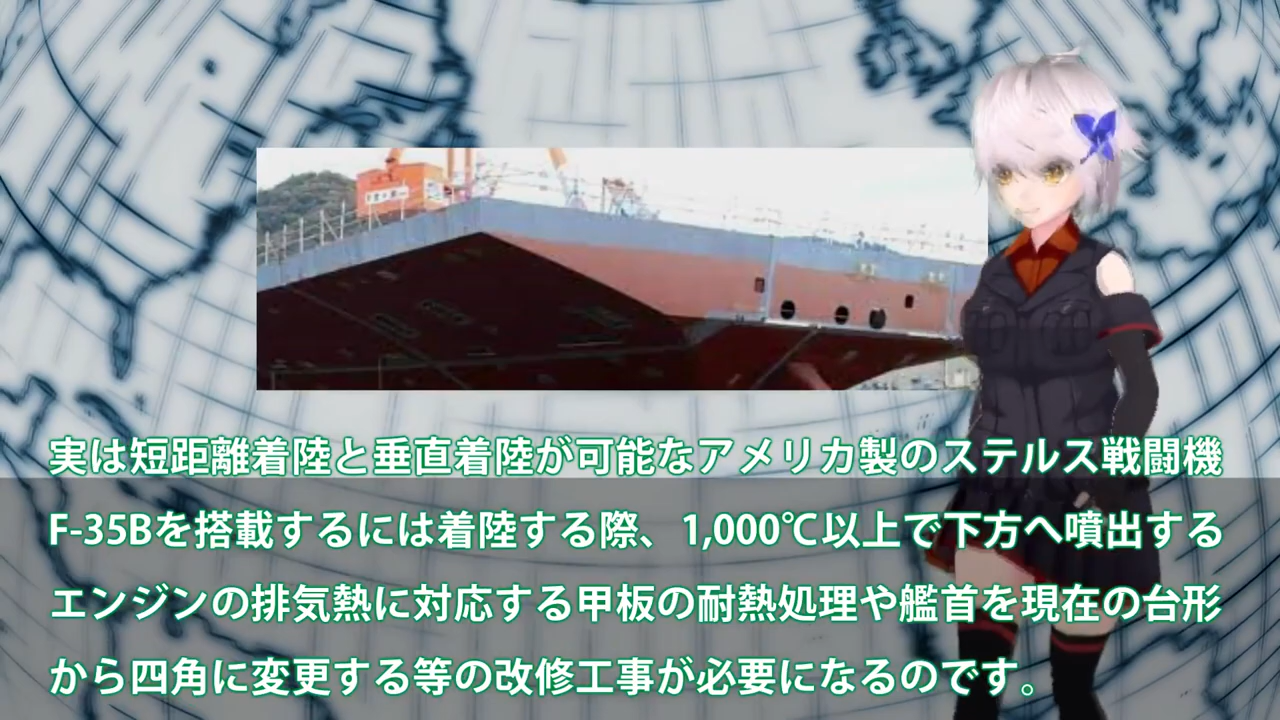 実は短距離着陸と垂直着陸が可能なアメリカ製のステルス戦闘機
F-35Bを搭載するには着陸する際、1,000℃以上で下方へ噴出する
エンジンの排気熱に対応する甲板の耐熱処理や艦首を現在の台形
から四角に変更する等の改修工事が必要になるのです。